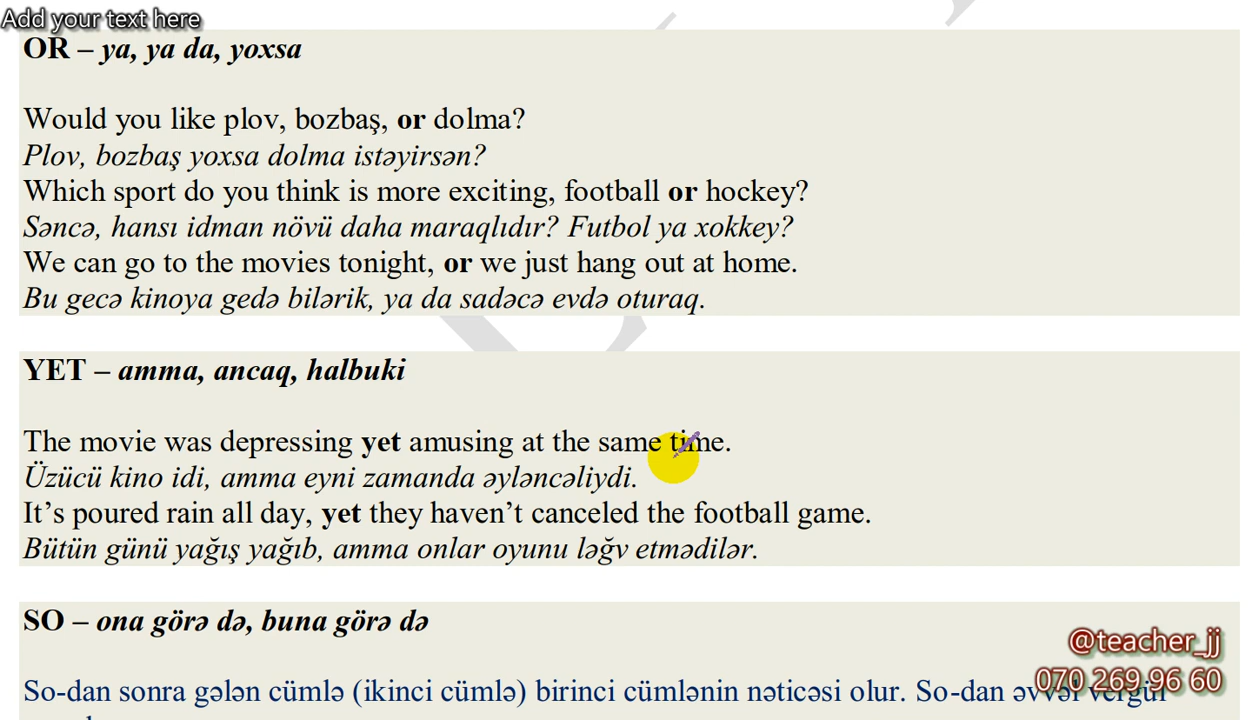 Add your text here
OR – ya, ya da, yoxsa
Would you like plov, bozbaş, or dolma?
Plov, bozbaş yoxsa dolma istəyirsən?
Which sport do you think is more exciting, football or hockey?
Səncə, hansı idman növü daha maraqlıdır? Futbol ya xokkey?
We can go to the movies tonight, or we just hang out at home.
Bu gecə kinoya gedə bilərik, ya da sadəcə evdə oturaq.
YET – amma, ancaq, halbuki
The movie was depressing yet amusing at the same time.
Üzücü kino idi, amma eyni zamanda əyləncəliydi.
It’s poured rain all day, yet they haven’t canceled the football game.
Bütün günü yağış yağıb, amma onlar oyunu ləğv etmədilər.
SO – ona görə də, buna görə də
@teacher_jj
So-dan sonra gələn cümlə (ikinci cümlə) birinci cümlənin nəticəsi olur. So-dan əvvəl vergül
070 269 96 60